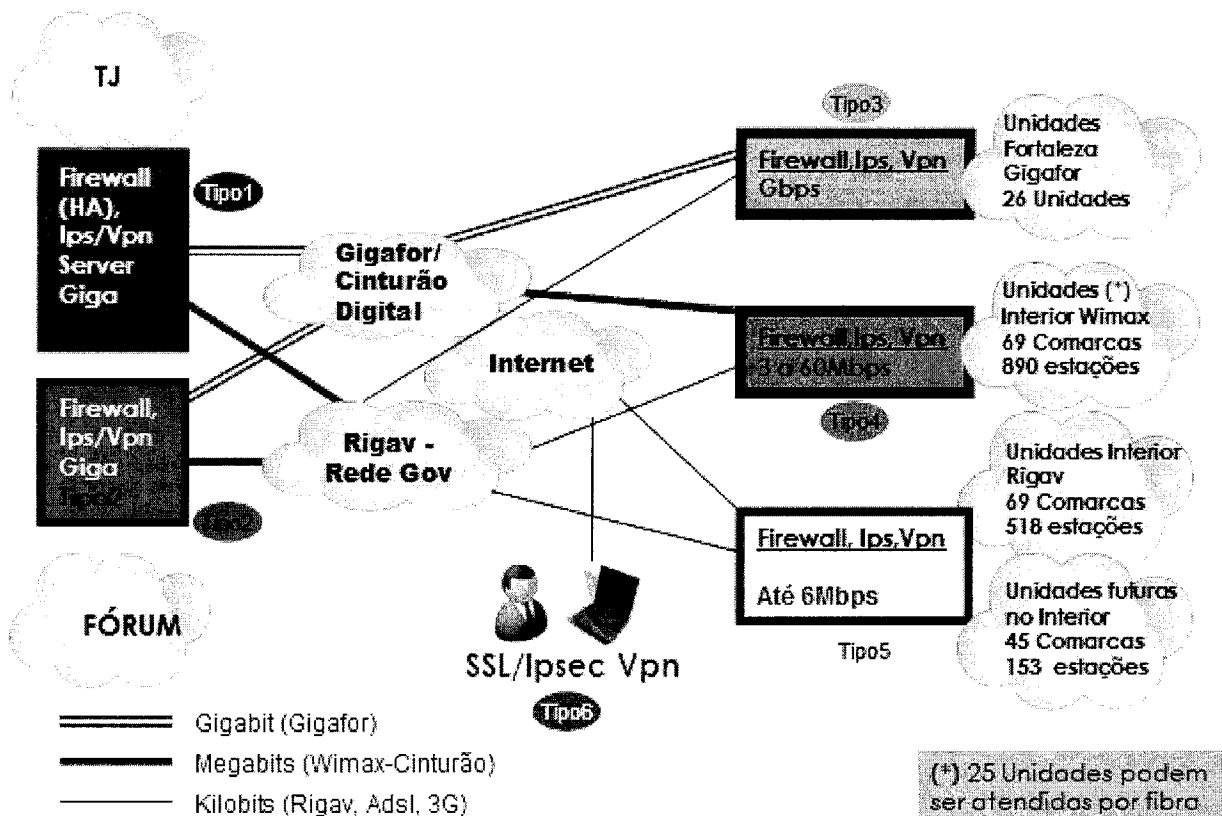 TJ
Firewall
(HA),
Ips/Vpn
Server
Giga
Tipo1
Firewall,
Ips/Vpn
Giga
Tipo2
Tipo2
FÓRUM
Gigafor/
Cinturão
Digital
Internet
Rigav -
Rede Gov
SSL/Ipsec Vpn
Tipo6
Tipo3
Firewall,Ips, Vpn
Gbps
Unidades
Fortaleza
Gigafor
26 Unidades
Firewall,Ips, Vpn
3 a 60Mbps
Tipo4
Unidades (*)
Interior Wimax
69 Comarcas
890 estações
Firewall, Ips,Vpn
Até 6Mbps
Tipo5
Unidades Interior
Rigav
69 Comarcas
518 estações
Unidades futuras
no Interior
45 Comarcas
153 estações
Gigabit (Gigafor)
Megabits (Wimax-Cinturão)
Kilobits (Rigav, Adsl, 3G)
(*) 25 Unidades podem
ser atendidas por fibra